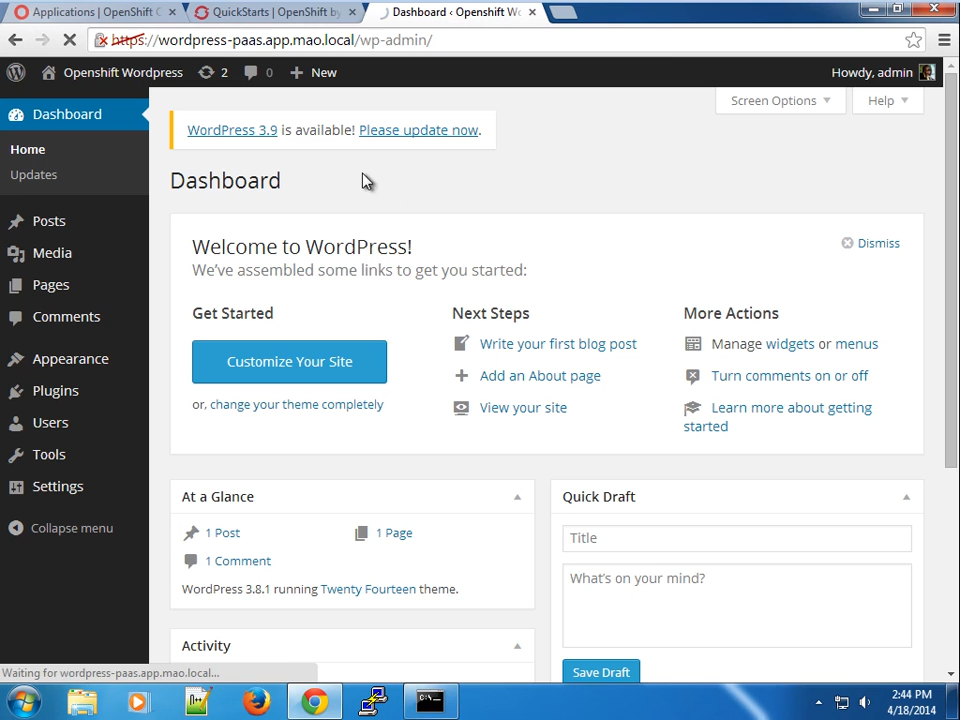 Applications | OpenShift
QuickStarts | OpenShift by
Dashboard ‹ Openshift Wo
https://wordpress-paas.app.mao.local/wp-admin/
Openshift Wordpress
2
0
New
Howdy, admin
Dashboard
Home
Updates
Posts
Media
Pages
Comments
Appearance
Plugins
Users
Tools
Settings
Collapse menu
Screen Options
Help
WordPress 3.9 is available! Please update now.
Dashboard
Welcome to WordPress!
We've assembled some links to get you started:
Dismiss
Get Started
Customize Your Site
or, change your theme completely
Next Steps
Write your first blog post
Add an About page
View your site
More Actions
Manage widgets or menus
Turn comments on or off
Learn more about getting
started
At a Glance
1 Post
1 Page
1 Comment
WordPress 3.8.1 running Twenty Fourteen theme.
Activity
Quick Draft
Title
What's on your mind?
Save Draft
Waiting for wordpress-paas.app.mao.local...
2:44 PM
4/18/2014